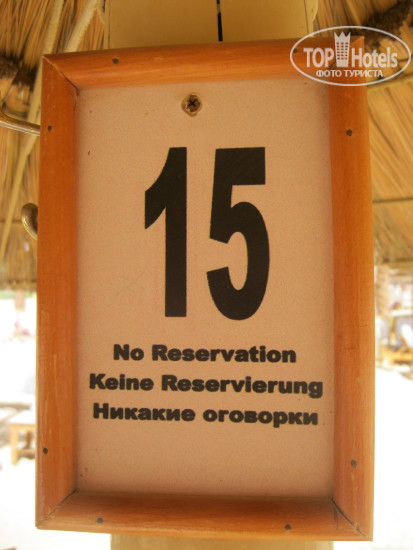 TOP Hotels
ФОТО ТУРИСТА
15
No Reservation
Keine Reservierung
Никакие оговорки